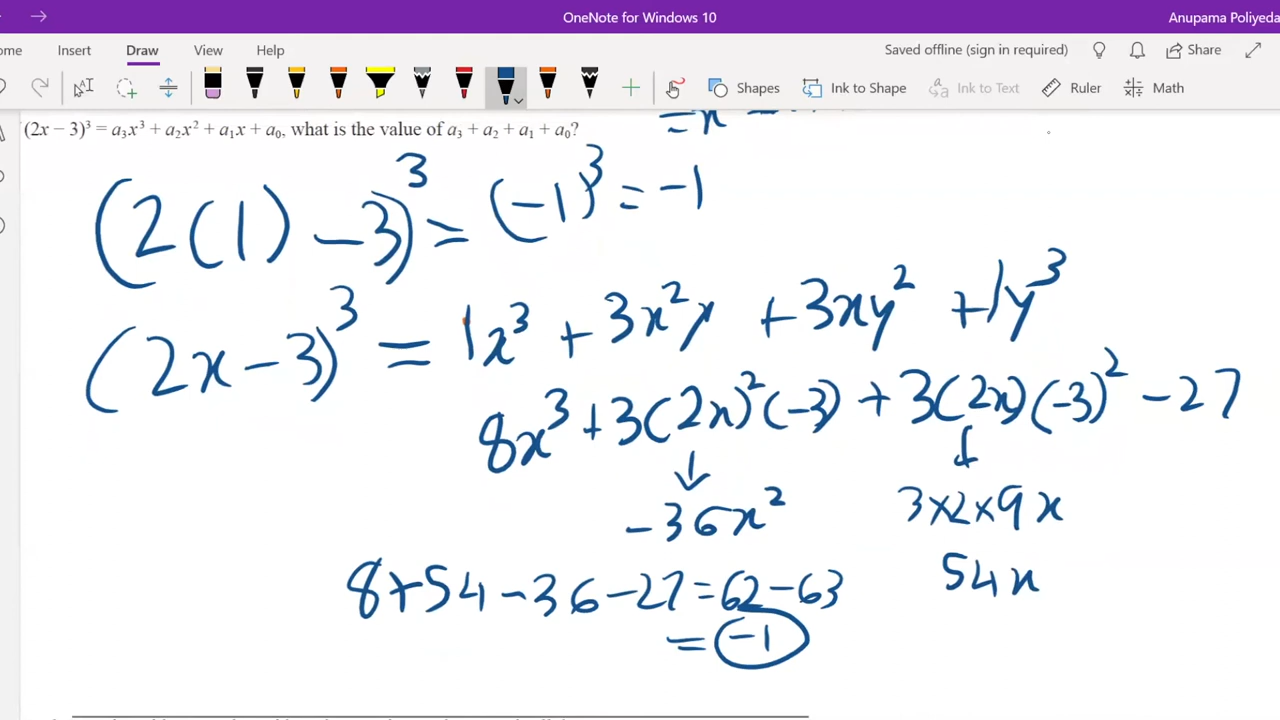 OneNote for Windows 10
Anupama Poliyeda
ome Insert Draw View Help
Saved offline (sign in required) Share
Shapes Ink to Shape Ink to Text Ruler Math
= x =
(2x − 3)³ = a₃x³ + a₂x² + a₁x + a₀, what is the value of a₃ + a₂ + a₁ + a₀?
(2(1) − 3)³ = (−1)³ = −1
(2x − 3)³ = 1x³ + 3x²y + 3xy² + 1y³
8x³ + 3(2x)²(−3) + 3(2x)(−3)² − 27
↓ ↓
−36x² 3×2×9x
54x
8+54−36−27=62−63
= −1